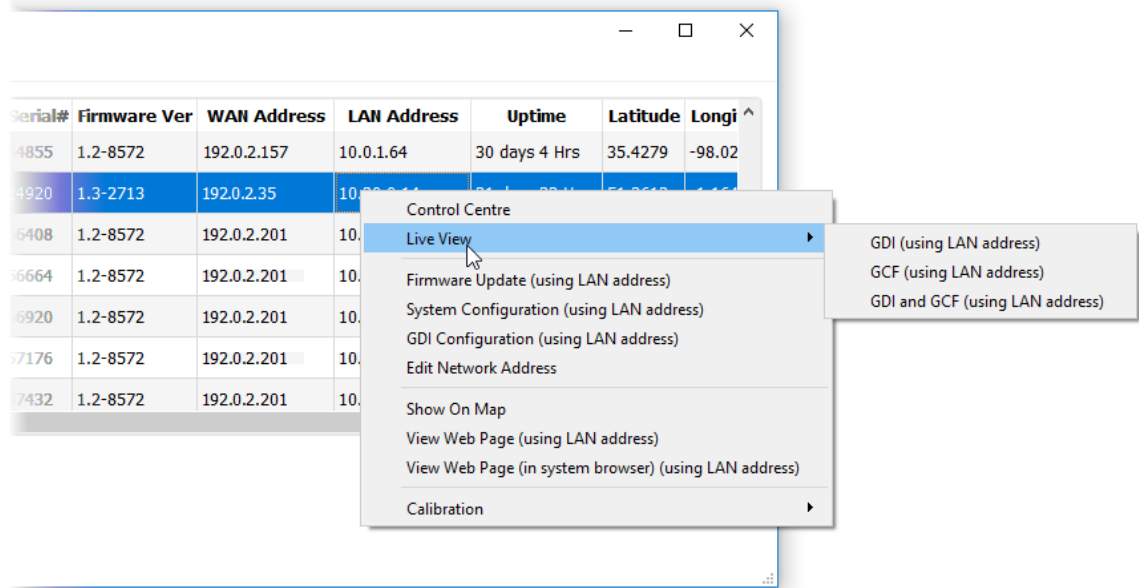 Serial# Firmware Ver WAN Address LAN Address Uptime Latitude Longi
4855 1.2-8572 192.0.2.157 10.0.1.64 30 days 4 Hrs 35.4279 -98.02
4920 1.3-2713 192.0.2.35
6408 1.2-8572 192.0.2.201 10.
6664 1.2-8572 192.0.2.201 10.
6920 1.2-8572 192.0.2.201 10.
7176 1.2-8572 192.0.2.201 10.
7432 1.2-8572 192.0.2.201 10.
Control Centre
Live View
GDI (using LAN address)
GCF (using LAN address)
GDI and GCF (using LAN address)
Firmware Update (using LAN address)
System Configuration (using LAN address)
GDI Configuration (using LAN address)
Edit Network Address
Show On Map
View Web Page (using LAN address)
View Web Page (in system browser) (using LAN address)
Calibration